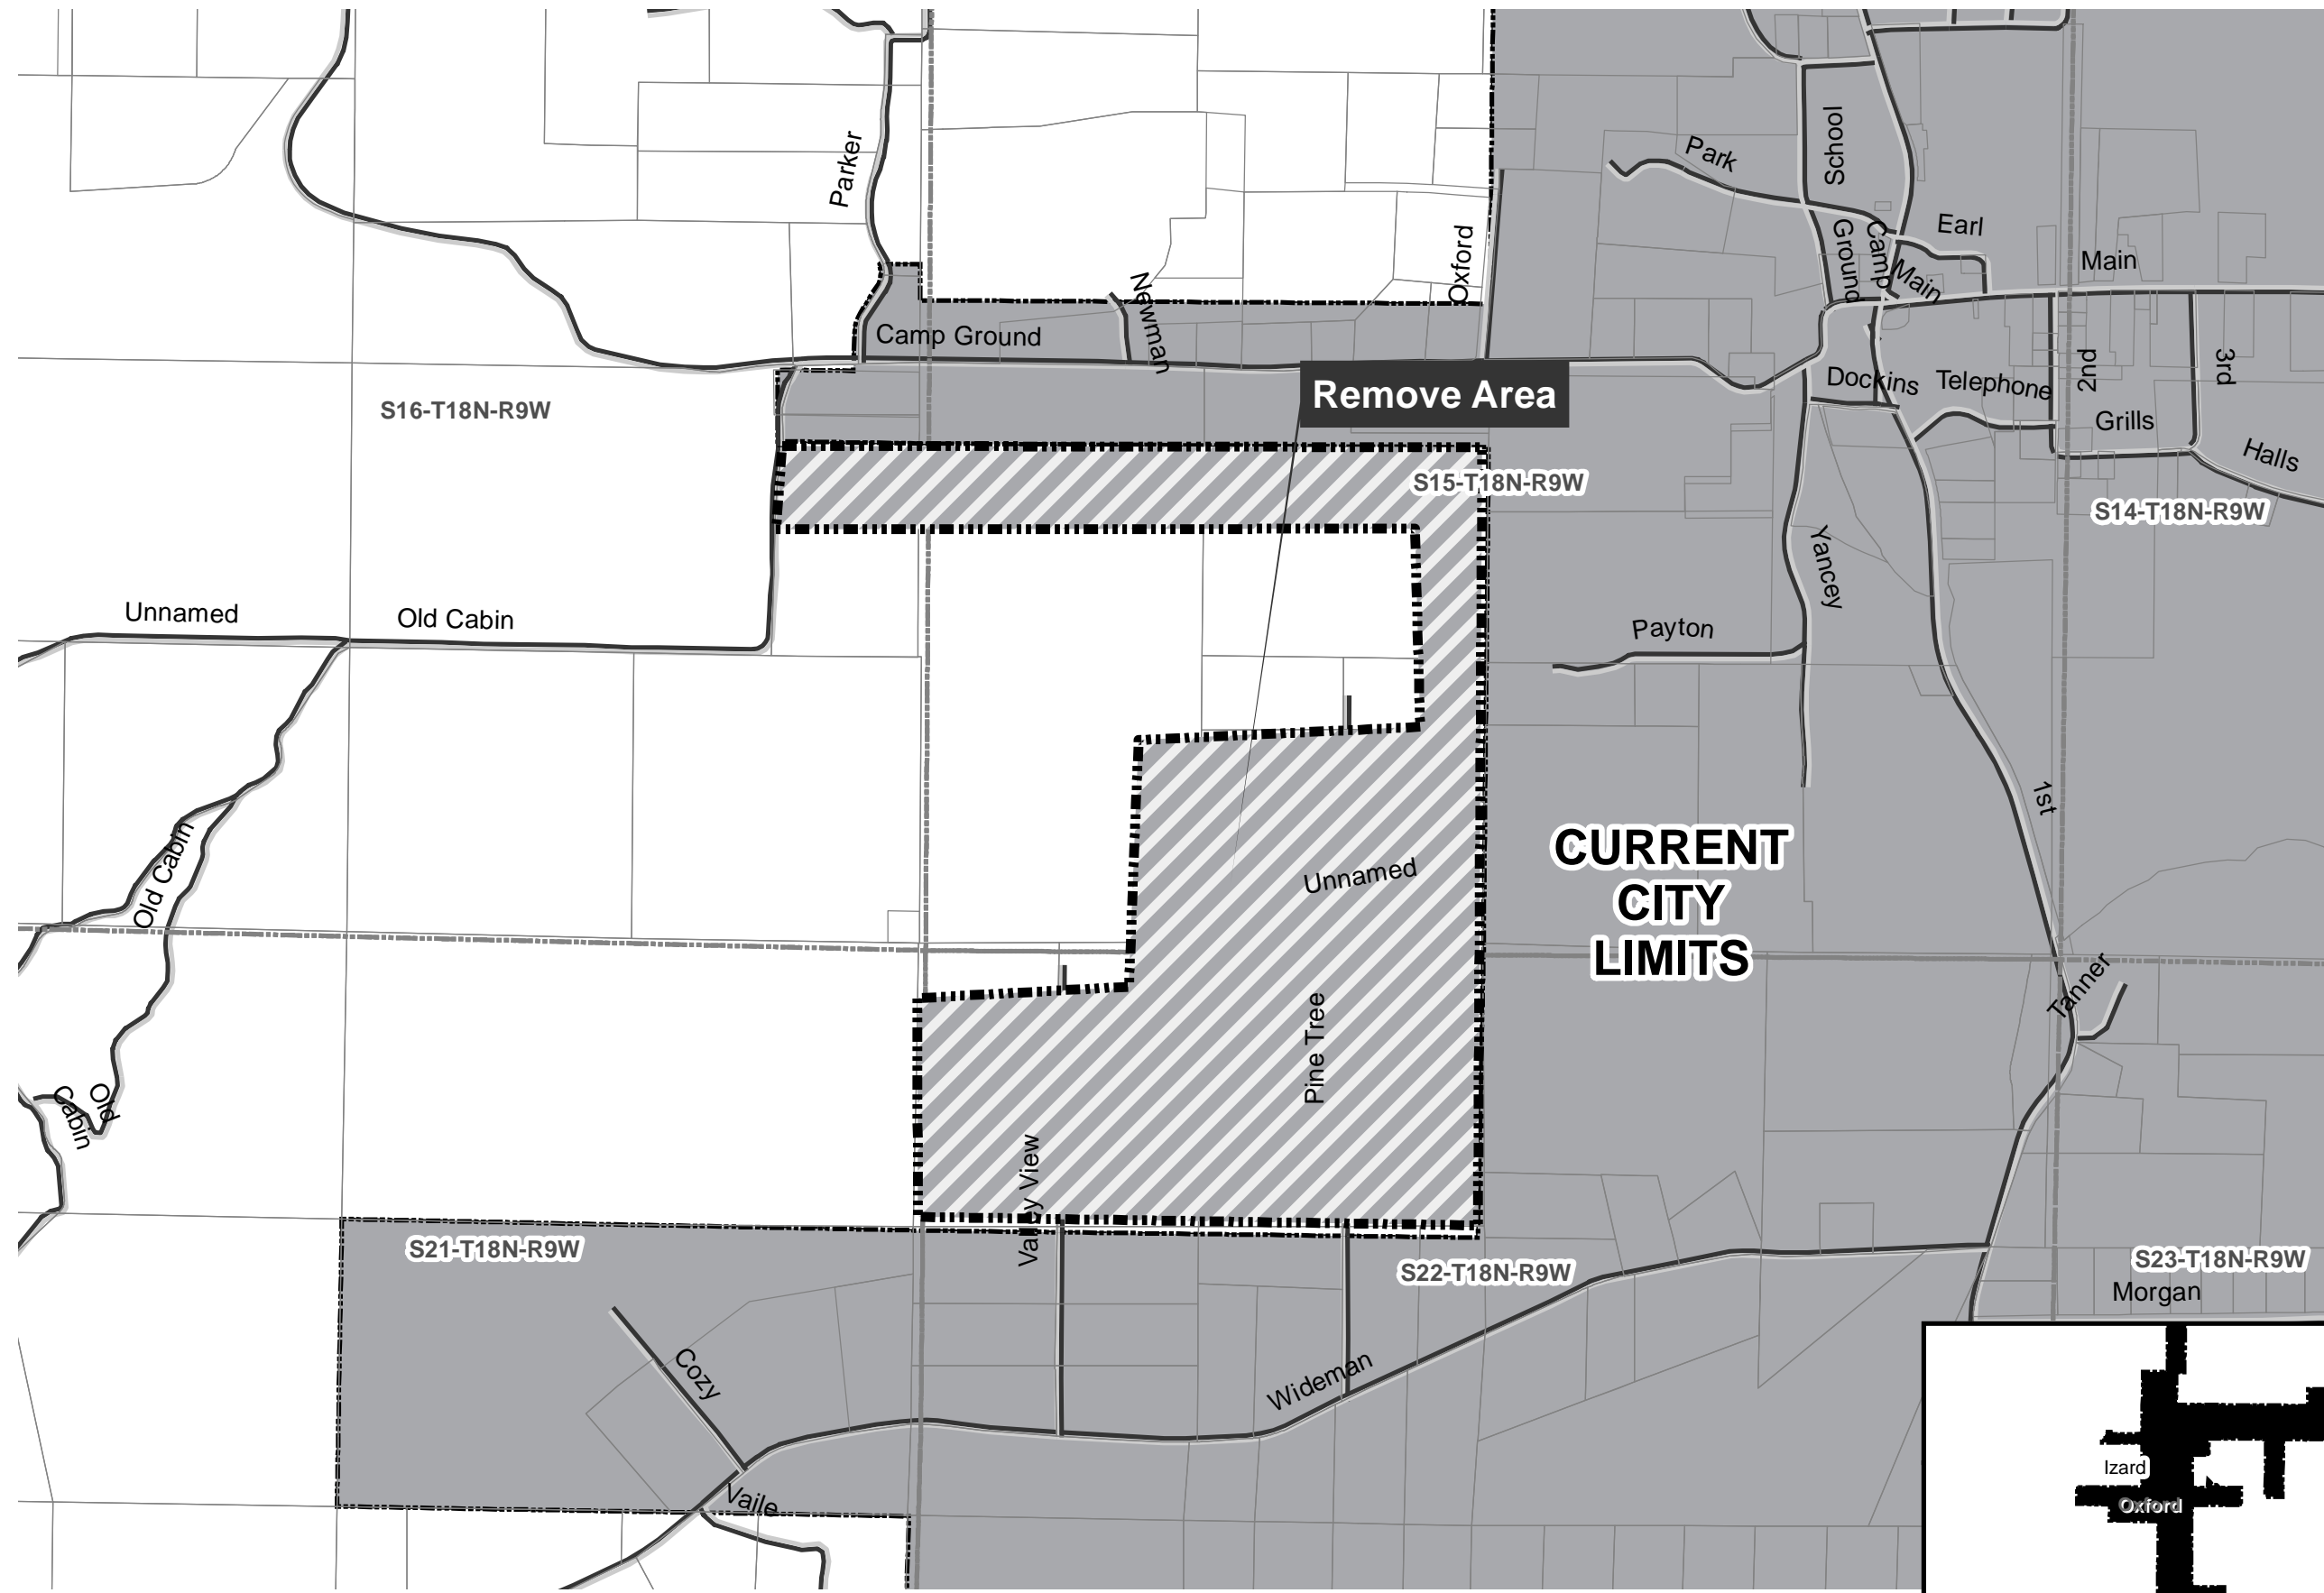 Parker
School
Park
Earl
Main
Camp
Ground
Main
Oxford
Newman
Camp Ground
Remove Area
Dockins
Telephone
2nd
3rd
Grills
Halls
S16-T18N-R9W
S15-T18N-R9W
S14-T18N-R9W
Yancey
Unnamed
Old Cabin
Payton
1st
Old Cabin
CURRENT
CITY
LIMITS
Unnamed
Tanner
Pine Tree
Old
Cabin
Valley View
S21-T18N-R9W
S22-T18N-R9W
S23-T18N-R9W
Morgan
Cozy
Wideman
Vaile
Izard
Oxford